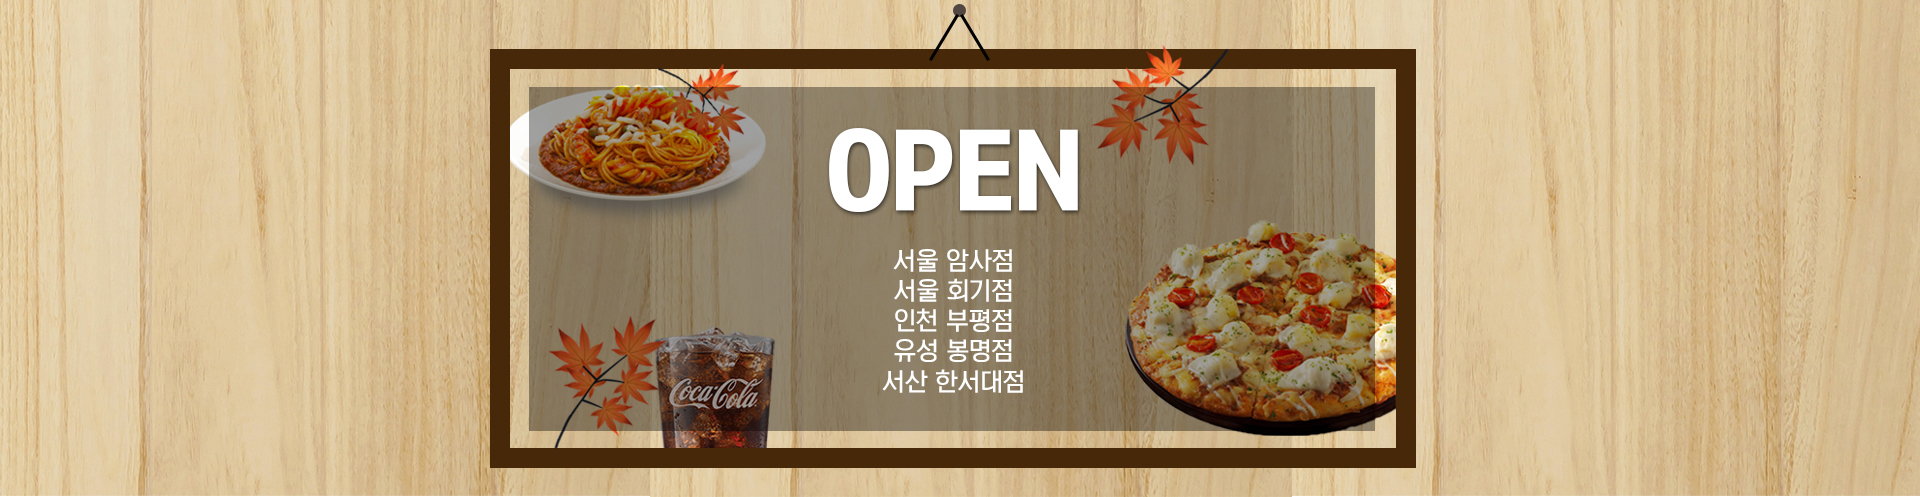 OPEN
서울 암사점
서울 회기점
인천 부평점
유성 봉명점
서산 한서대점
Coca-Cola